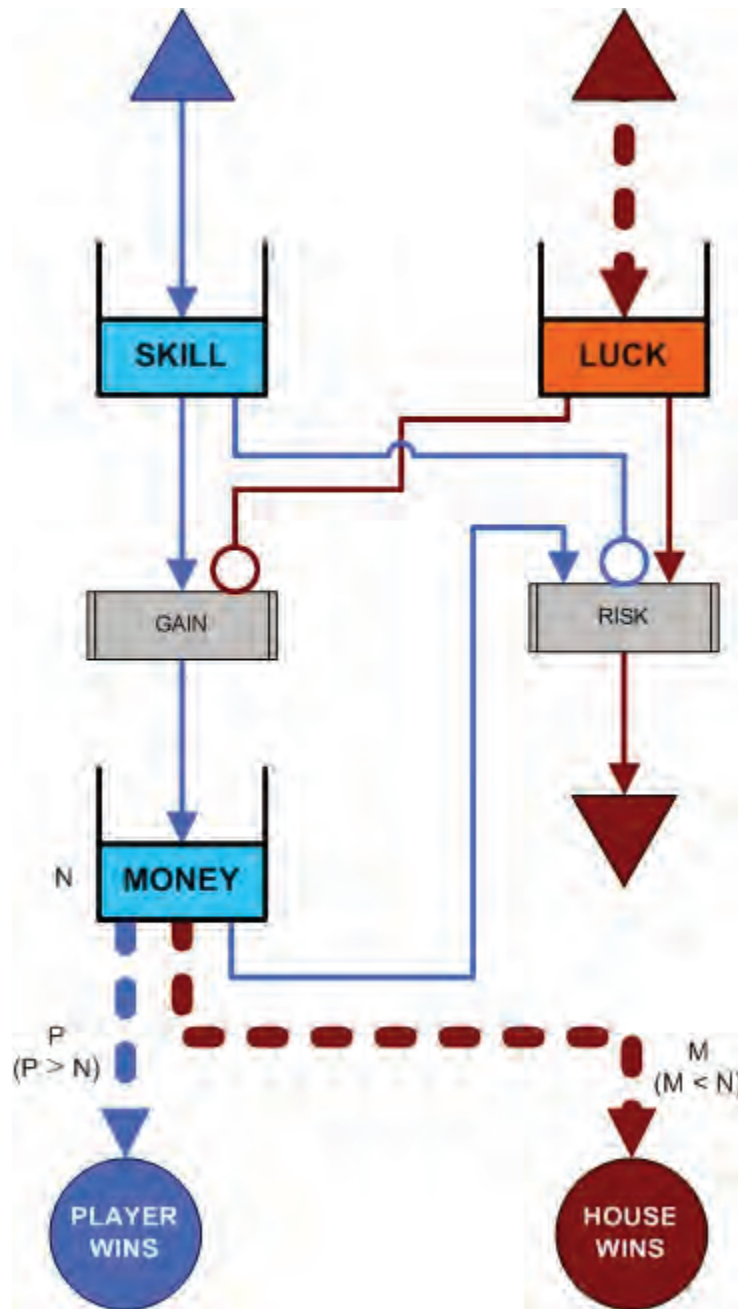 SKILL
LUCK
GAIN
RISK
N
MONEY
P
(P > N)
M
(M < N)
PLAYER
WINS
HOUSE
WINS